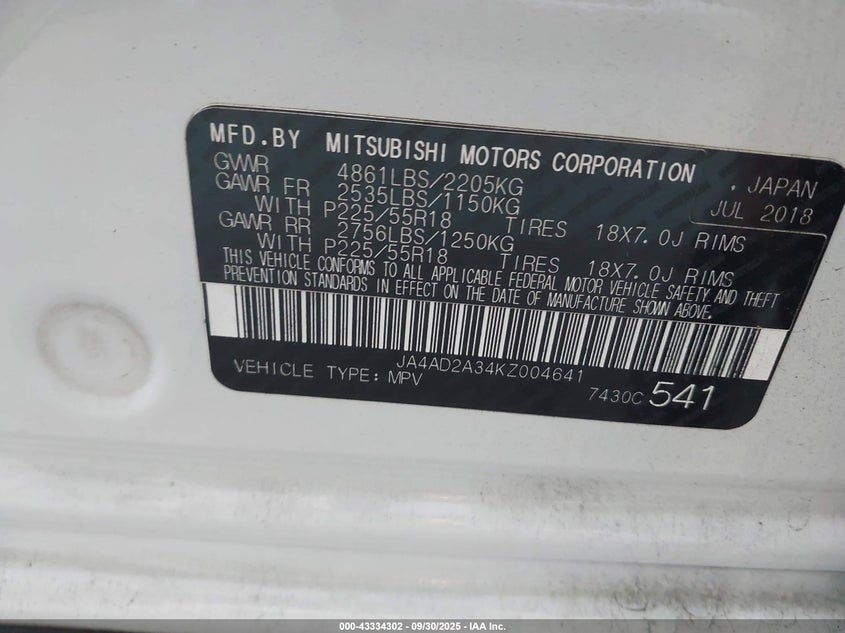 MFD.BY MITSUBISHI MOTORS CORPORATION
GVWR 4861LBS/2205KG . JAPAN
GAWR FR 2535LBS/1150KG JUL 2018
WITH P225/55R18 TIRES 18X7.0J RIMS
GAWR RR 2756LBS/1250KG
WITH P225/55R18 TIRES 18X7.0J RIMS
THIS VEHICLE CONFORMS TO ALL APPLICABLE FEDERAL MOTOR VEHICLE SAFETY AND THEFT
PREVENTION STANDARDS IN EFFECT ON THE DATE OF MANUFACTURE SHOWN ABOVE.
JA4AD2A34KZ004641
VEHICLE TYPE: MPV 7430C 541
000-43334302 - 09/30/2025 - IAA Inc.